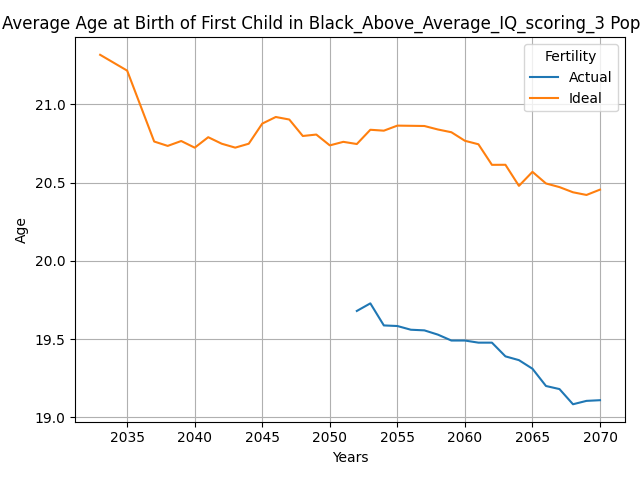 Average Age at Birth of First Child in Black_Above_Average_IQ_scoring_3 Pop
Fertility
Actual
Ideal
21.0
20.5
20.0
19.5
19.0
Age
2035 2040 2045 2050 2055 2060 2065 2070
Years